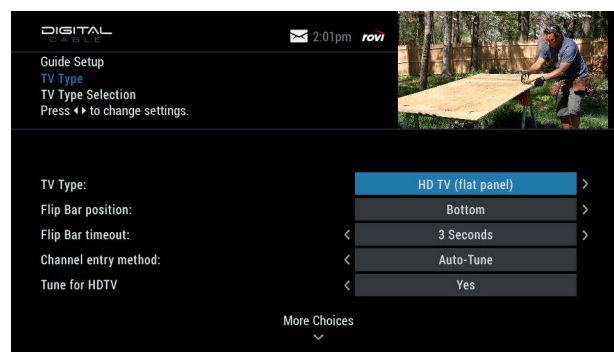 DIGITAL
CABLE
2:01pm rovi
Guide Setup
TV Type
TV Type Selection
Press ◂▸ to change settings.
TV Type: HD TV (flat panel) >
Flip Bar position: Bottom >
Flip Bar timeout: < 3 Seconds >
Channel entry method: < Auto-Tune
Tune for HDTV < Yes
More Choices